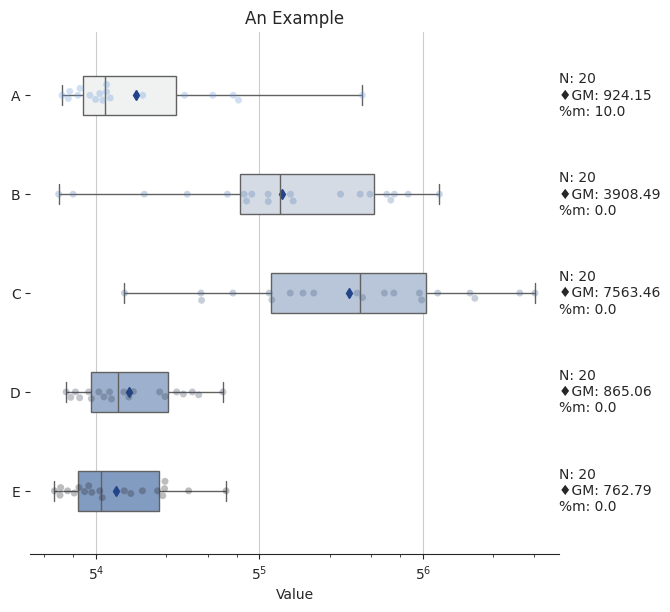 An Example
A
N: 20
♦GM: 924.15
%m: 10.0
B
N: 20
♦GM: 3908.49
%m: 0.0
C
N: 20
♦GM: 7563.46
%m: 0.0
D
N: 20
♦GM: 865.06
%m: 0.0
E
N: 20
♦GM: 762.79
%m: 0.0
5⁴ 5⁵ 5⁶
Value